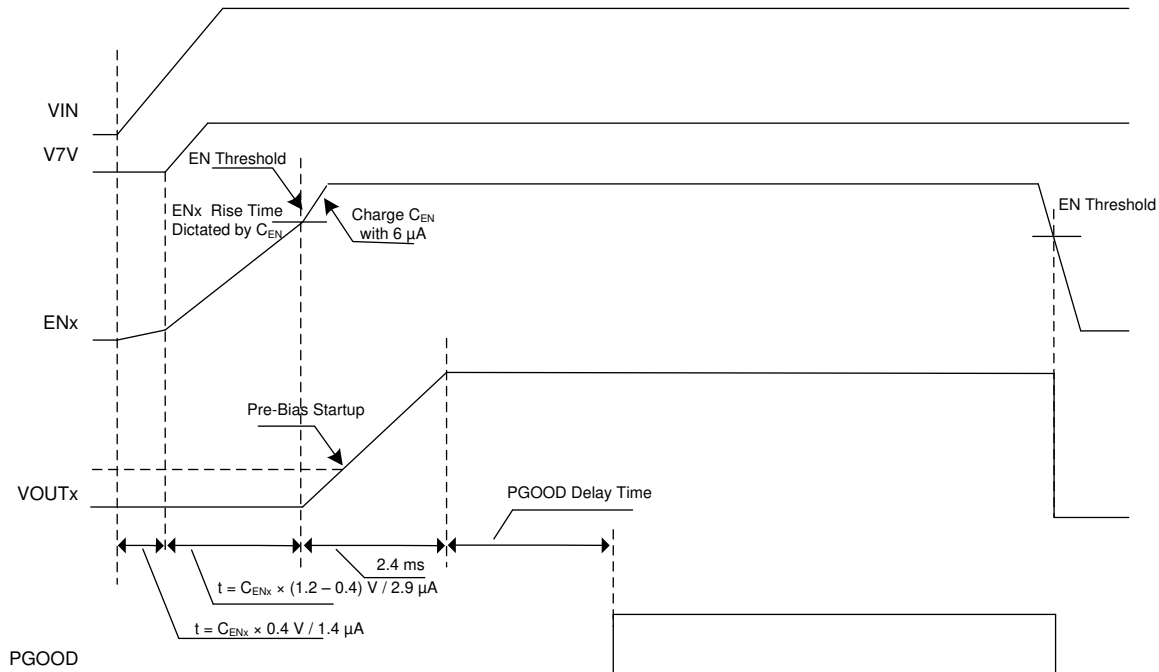 VIN
V7V
EN Threshold
ENx Rise Time
Dictated by CEN
Charge CEN
with 6 µA
EN Threshold
ENx
Pre-Bias Startup
VOUTx
PGOOD Delay Time
2.4 ms
t = CENx × (1.2 – 0.4) V / 2.9 µA
t = CENx × 0.4 V / 1.4 µA
PGOOD